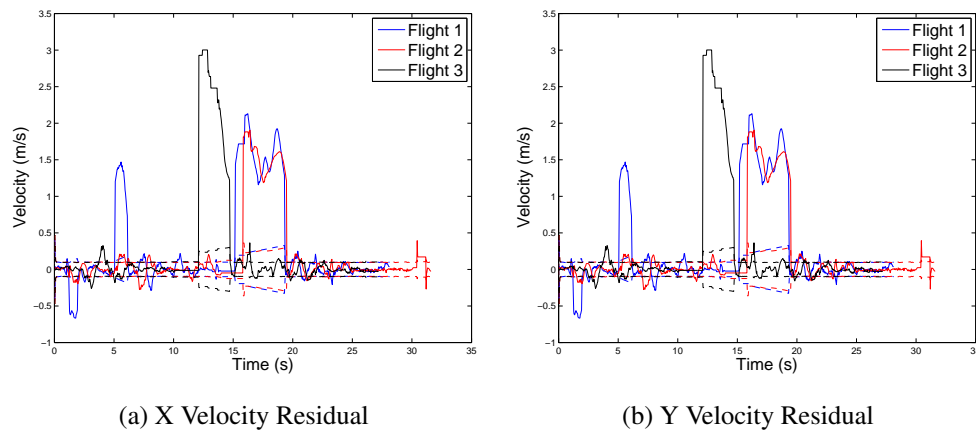 3.5
3
2.5
2
1.5
1
0.5
0
−0.5
−1
Velocity (m/s)
0 5 10 15 20 25 30 35
Time (s)
Flight 1
Flight 2
Flight 3
(a) X Velocity Residual
3.5
3
2.5
2
1.5
1
0.5
0
−0.5
−1
Velocity (m/s)
0 5 10 15 20 25 30 3
Time (s)
Flight 1
Flight 2
Flight 3
(b) Y Velocity Residual